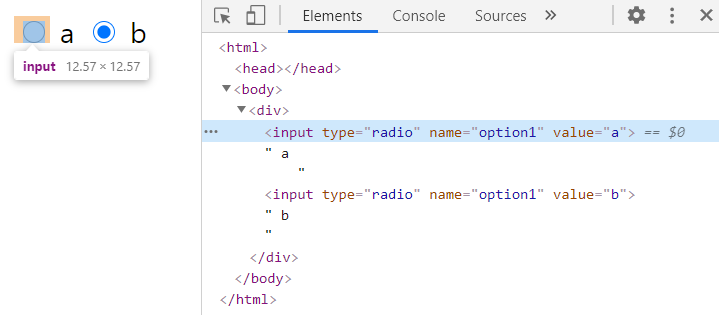 a b
input 12.57 × 12.57
Elements Console Sources »
<html>
<head></head>
<body>
<div>
··· <input type="radio" name="option1" value="a"> == $0
" a
"
<input type="radio" name="option1" value="b">
" b
"
</div>
</body>
</html>